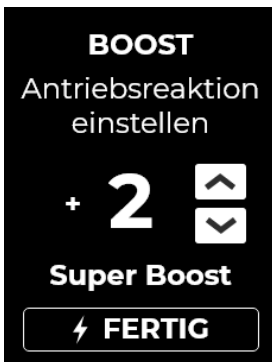 BOOST
Antriebsreaktion
einstellen
+ 2
Super Boost
FERTIG